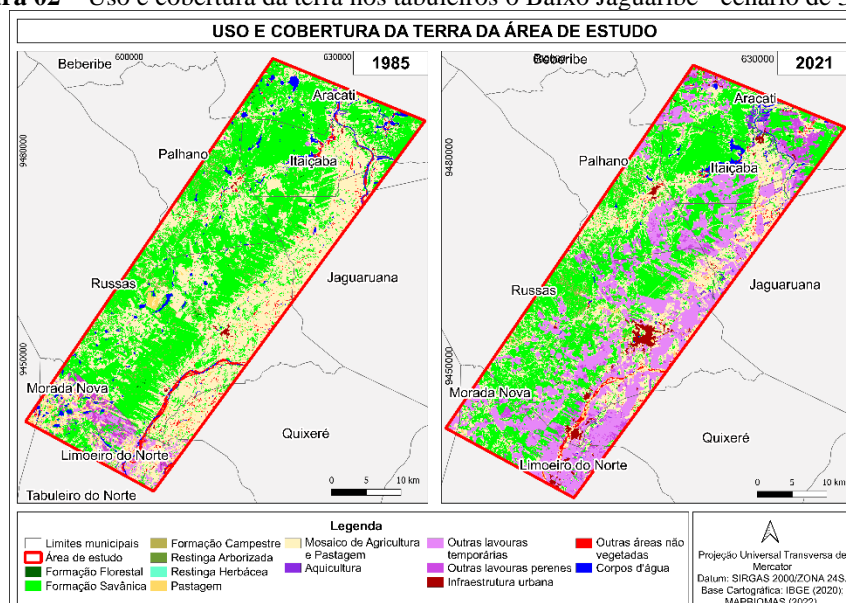 02 – Uso e cobertura da terra nos tabuleiros o Baixo Jaguaribe - cenário de
USO E COBERTURA DA TERRA DA ÁREA DE ESTUDO
600000
630000
1985
Beberibe
Aracati
Palhano
Itaiçaba
9480000
Russas
Jaguaruana
9450000
Morada Nova
Quixeré
Limoeiro do Norte
Tabuleiro do Norte
0 5 10 km
630000
2021
Beberibe
Aracati
Palhano
Itaiçaba
9480000
Russas
Jaguaruana
9450000
Morada Nova
Quixeré
Limoeiro do Norte
0 5 10 km
Legenda
Limites municipais
Área de estudo
Formação Florestal
Formação Savânica
Formação Campestre
Restinga Arborizada
Restinga Herbácea
Pastagem
Mosaico de Agricultura
e Pastagem
Aquicultura
Outras lavouras
temporárias
Outras lavouras perenes
Infraestrutura urbana
Outras áreas não
vegetadas
Corpos d'água
Projeção Universal Transversa de
Mercator
Datum: SIRGAS 2000/ZONA 24S.
Base Cartográfica: IBGE (2020);
MAPBIOMAS (2022)